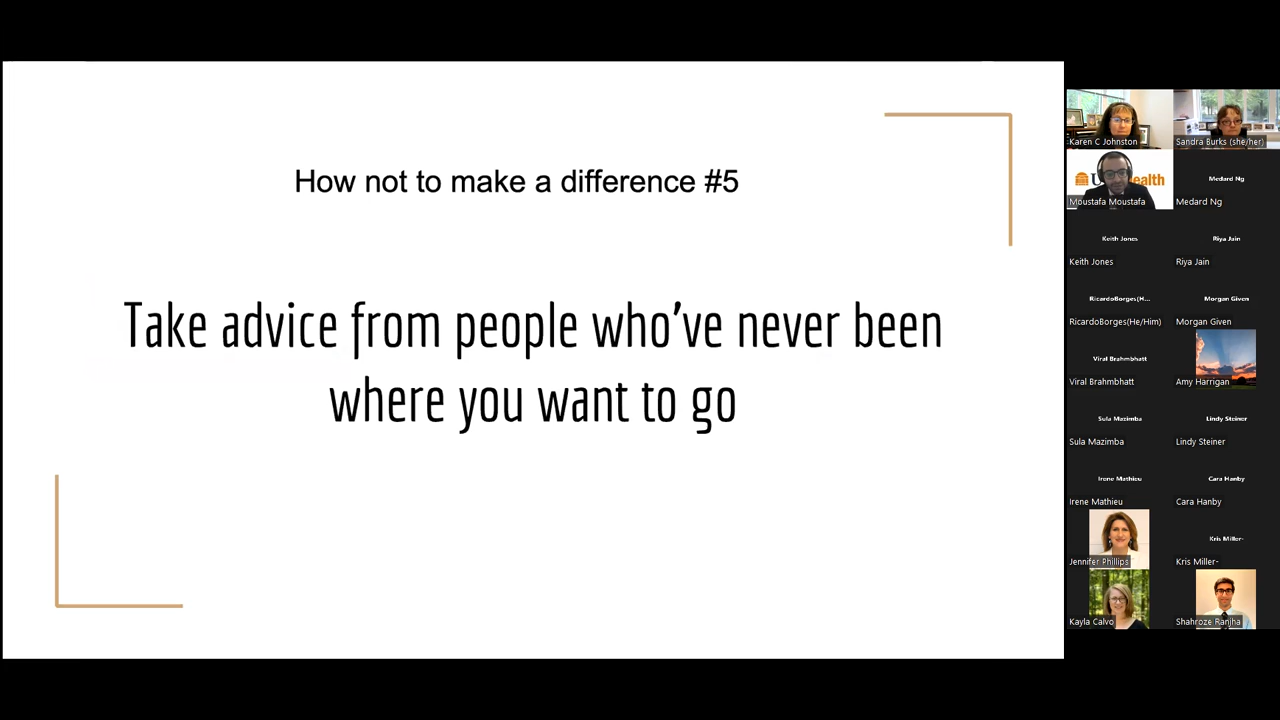 How not to make a difference #5
Take advice from people who've never been
where you want to go
Karen C Johnston
Sandra Burks (she/her)
Moustafa Moustafa
Medard Ng
Medard Ng
Keith Jones
Riya Jain
Keith Jones
Riya Jain
RicardoBorges(H...
Morgan Given
RicardoBorges(He/Him)
Morgan Given
Viral Brahmbhatt
Viral Brahmbhatt
Amy Harrigan
Sula Mazimba
Lindy Steiner
Sula Mazimba
Lindy Steiner
Irene Mathieu
Cara Hanby
Irene Mathieu
Cara Hanby
Kris Miller-
Jennifer Phillips
Kris Miller-
Kayla Calvo
Shahroze Ranjha